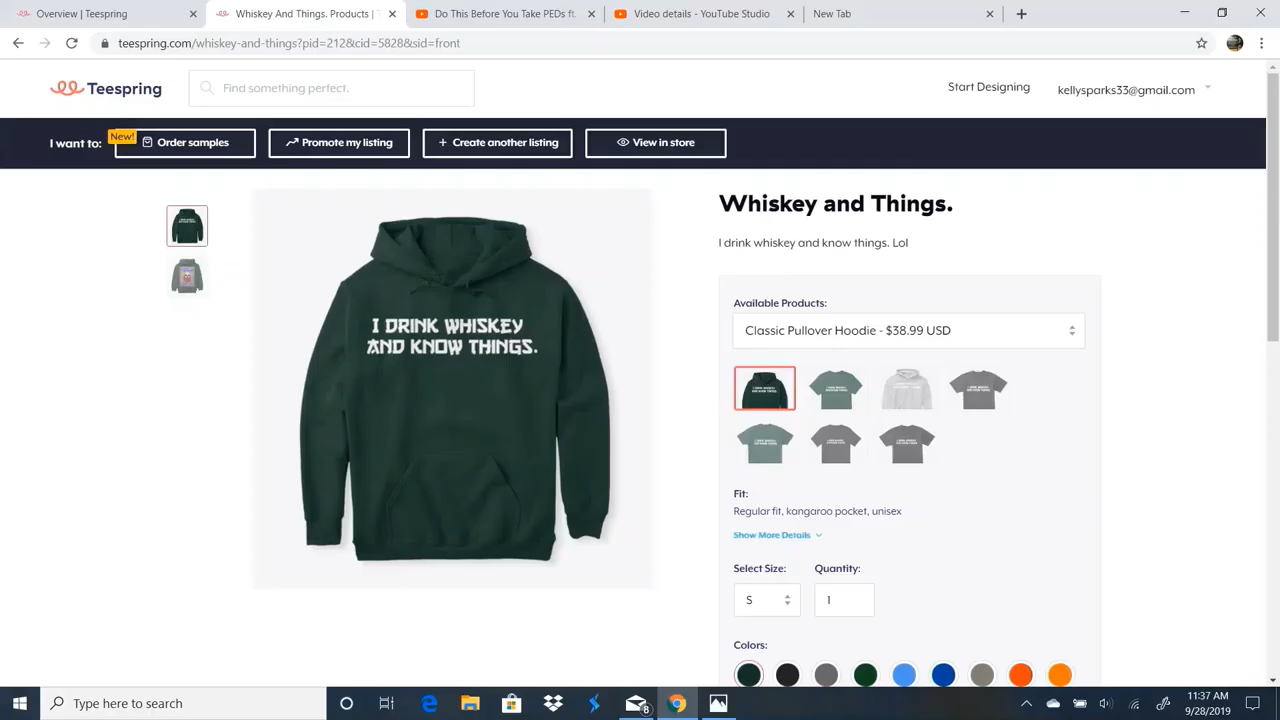 Overview | Teespring
Whiskey And Things. Products | T
Do This Before You Take PEDs ft.
Video details - YouTube Studio
New Tab
teespring.com/whiskey-and-things?pid=212&cid=5828&sid=front
Teespring
Find something perfect.
Start Designing
kellysparks33@gmail.com
I want to:
New!
Order samples
Promote my listing
+ Create another listing
View in store
Whiskey and Things.
I drink whiskey and know things. Lol
I DRINK WHISKEY
AND KNOW THINGS.
Available Products:
Classic Pullover Hoodie - $38.99 USD
Fit:
Regular fit, kangaroo pocket, unisex
Show More Details
Select Size:
Quantity:
S
1
Colors:
Type here to search
8
11:37 AM
9/28/2019